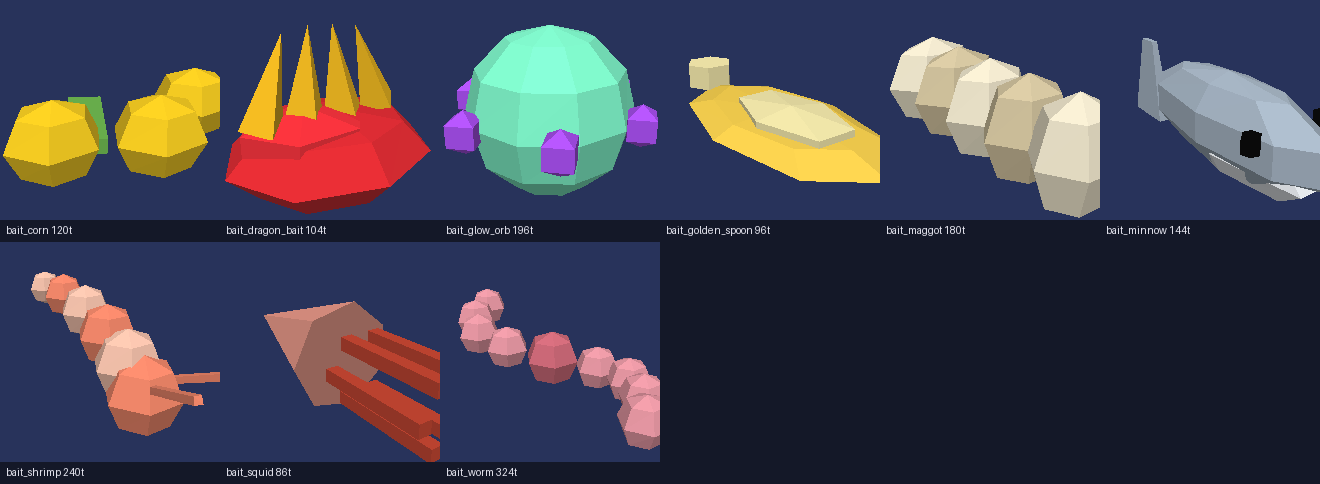 bait_corn 120t
bait_dragon_bait 104t
bait_glow_orb 196t
bait_golden_spoon 96t
bait_maggot 180t
bait_minnow 144t
bait_shrimp 240t
bait_squid 86t
bait_worm 324t